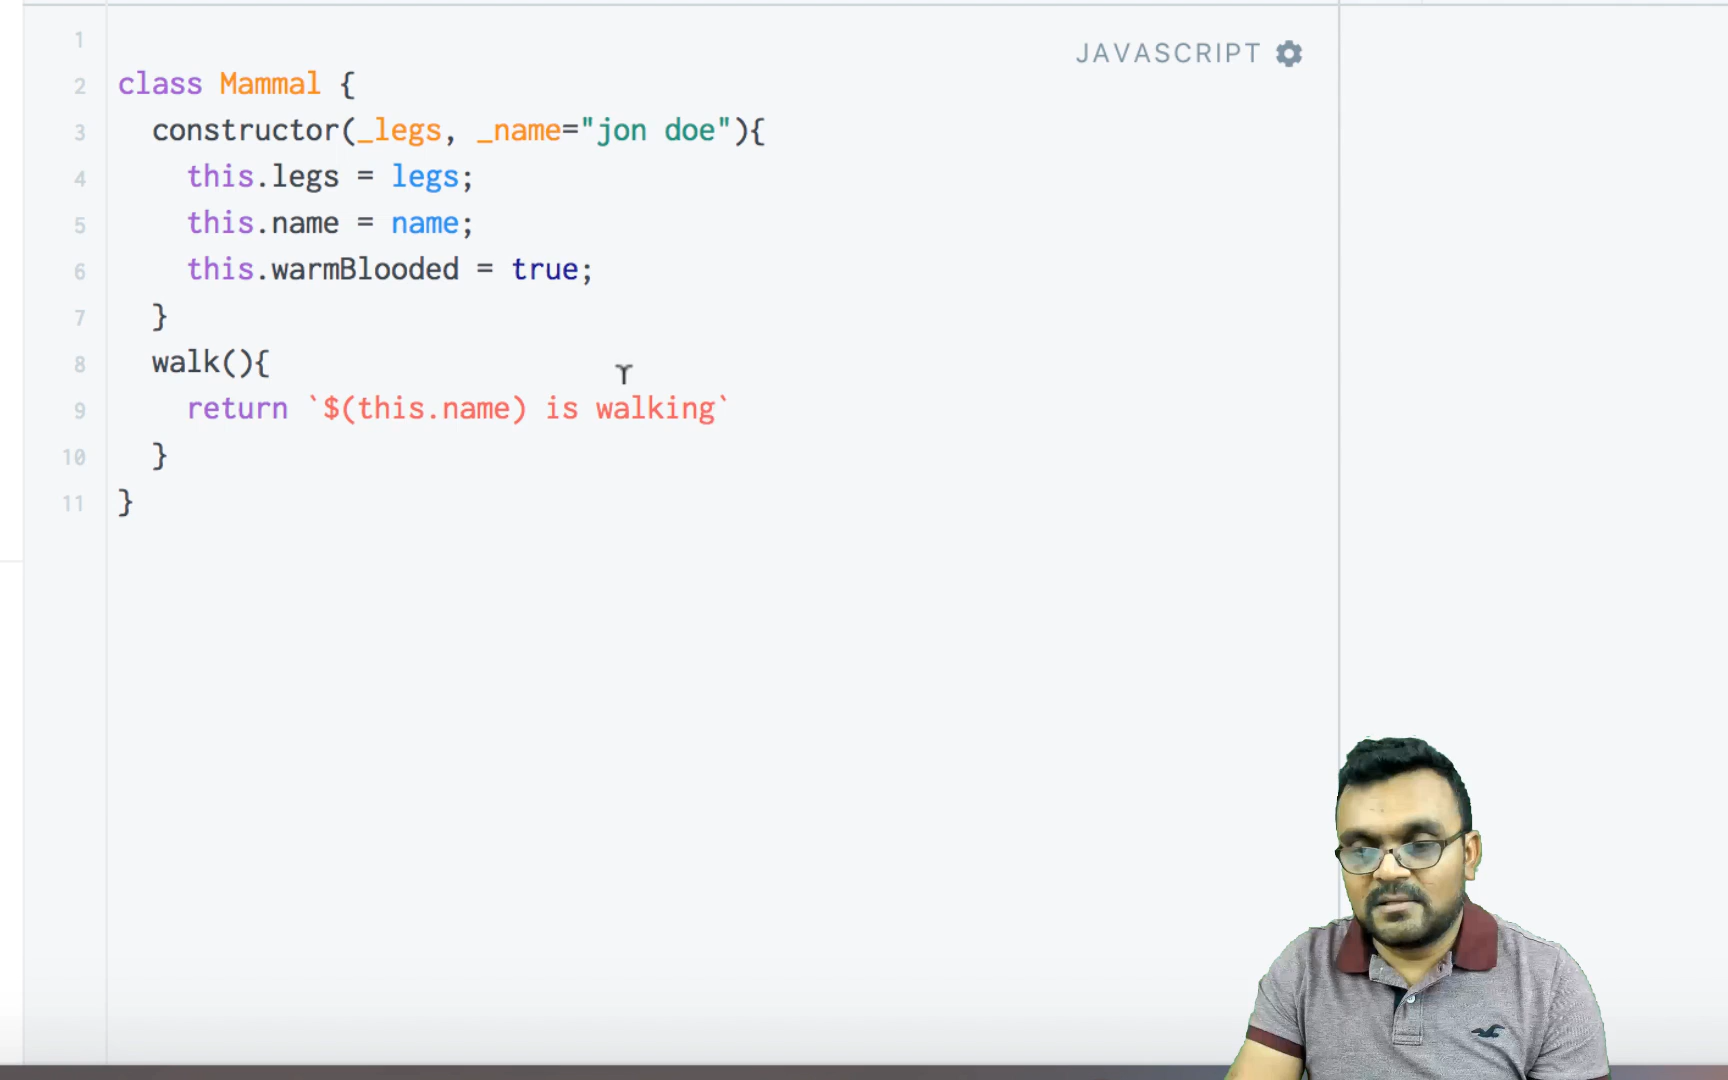 JAVASCRIPT
1
2 class Mammal {
3 constructor(_legs, _name="jon doe"){
4 this.legs = legs;
5 this.name = name;
6 this.warmBlooded = true;
7 }
8 walk(){
9 return `$(this.name) is walking`
10 }
11 }